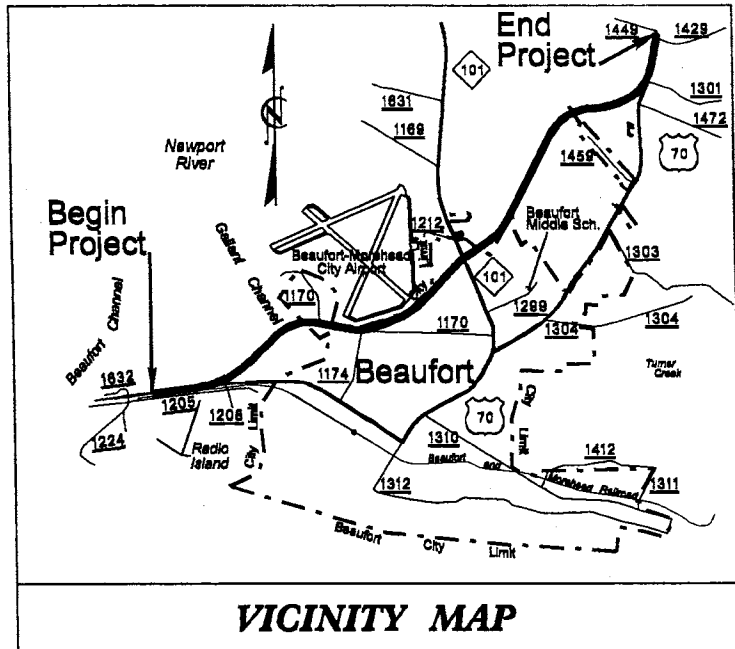 End
Project
1449
1429
101
1631
1169
1301
1472
70
1459
Newport
River
Begin
Project
Gallant Channel
1212
Beaufort
Middle Sch.
Beaufort-Morehead
City Airport
City Limit
101
1303
1170
1299
1304
1304
Beaufort Channel
1170
Turner
Creek
1174
Beaufort
1632
1205
1206
70
City Limit
1224
Radio
Island
City Limit
1310
Beaufort and Morehead Railroad
1412
1311
1312
Beaufort City Limit
VICINITY MAP